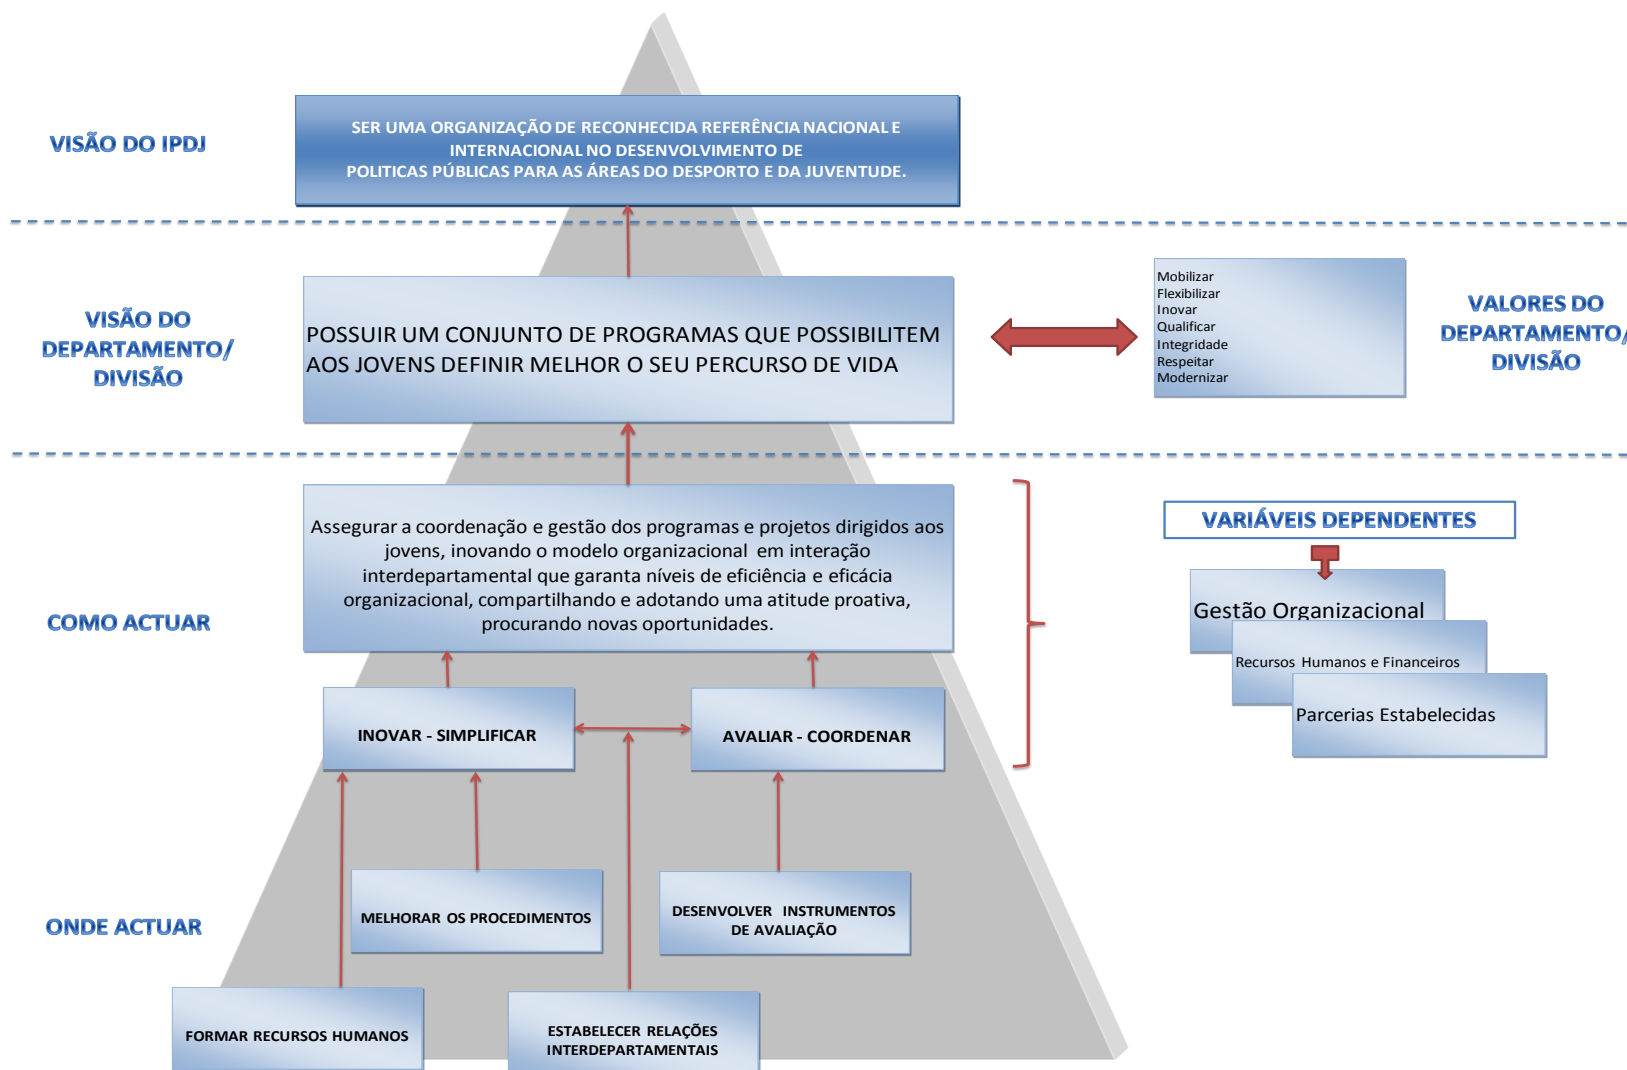 VISÃO DO IPDJ
SER UMA ORGANIZAÇÃO DE RECONHECIDA REFERÊNCIA NACIONAL E
INTERNACIONAL NO DESENVOLVIMENTO DE
POLITICAS PÚBLICAS PARA AS ÁREAS DO DESPORTO E DA JUVENTUDE.
VISÃO DO
DEPARTAMENTO/
DIVISÃO
POSSUIR UM CONJUNTO DE PROGRAMAS QUE POSSIBILITEM
AOS JOVENS DEFINIR MELHOR O SEU PERCURSO DE VIDA
Mobilizar
Flexibilizar
Inovar
Qualificar
Integridade
Respeitar
Modernizar
VALORES DO
DEPARTAMENTO/
DIVISÃO
COMO ACTUAR
Assegurar a coordenação e gestão dos programas e projetos dirigidos aos
jovens, inovando o modelo organizacional em interação
interdepartamental que garanta níveis de eficiência e eficácia
organizacional, compartilhando e adotando uma atitude proativa,
procurando novas oportunidades.
VARIÁVEIS DEPENDENTES
Gestão Organizacional
Recursos Humanos e Financeiros
Parcerias Estabelecidas
INOVAR - SIMPLIFICAR
AVALIAR - COORDENAR
ONDE ACTUAR
MELHORAR OS PROCEDIMENTOS
DESENVOLVER INSTRUMENTOS
DE AVALIAÇÃO
FORMAR RECURSOS HUMANOS
ESTABELECER RELAÇÕES
INTERDEPARTAMENTAIS